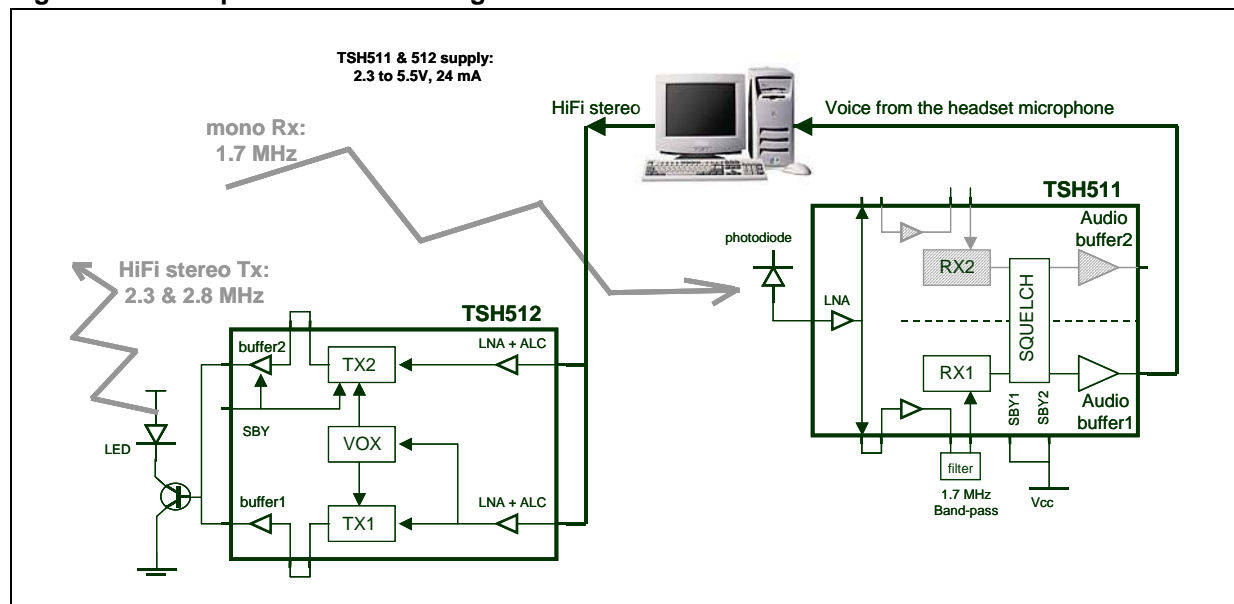 TSH511 & 512 supply:
2.3 to 5.5V, 24 mA
HiFi stereo
Voice from the headset microphone
mono Rx:
1.7 MHz
TSH511
Audio
buffer2
photodiode
RX2
HiFi stereo Tx:
2.3 & 2.8 MHz
LNA
SQUELCH
TSH512
buffer2
LNA + ALC
TX2
RX1
SBY
SBY1
SBY2
Audio
buffer1
VOX
LED
filter
buffer1
LNA + ALC
1.7 MHz
Band-pass
Vcc
TX1